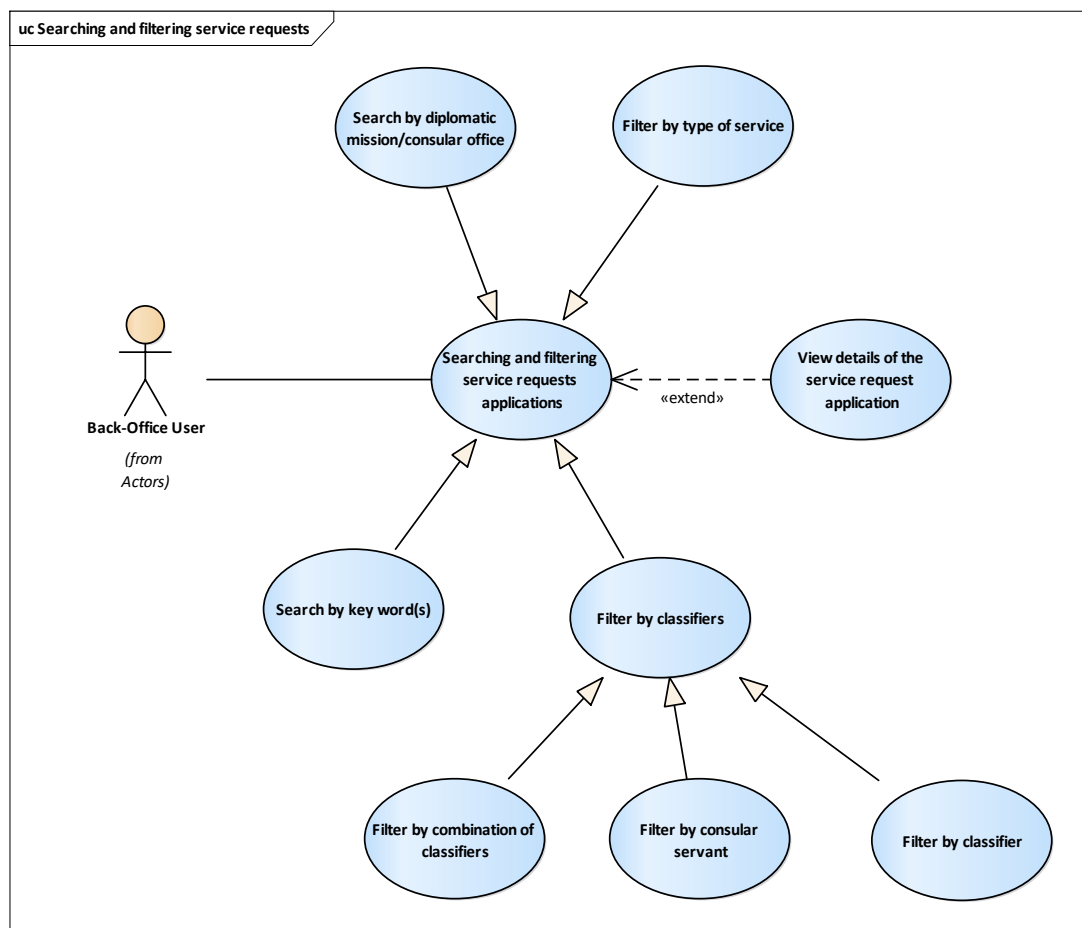 uc Searching and filtering service requests
Search by diplomatic
mission/consular office
Filter by type of service
Searching and filtering
service requests
applications
«extend»
View details of the
service request
application
Back-Office User
(from
Actors)
Search by key word(s)
Filter by classifiers
Filter by combination of
classifiers
Filter by consular
servant
Filter by classifier